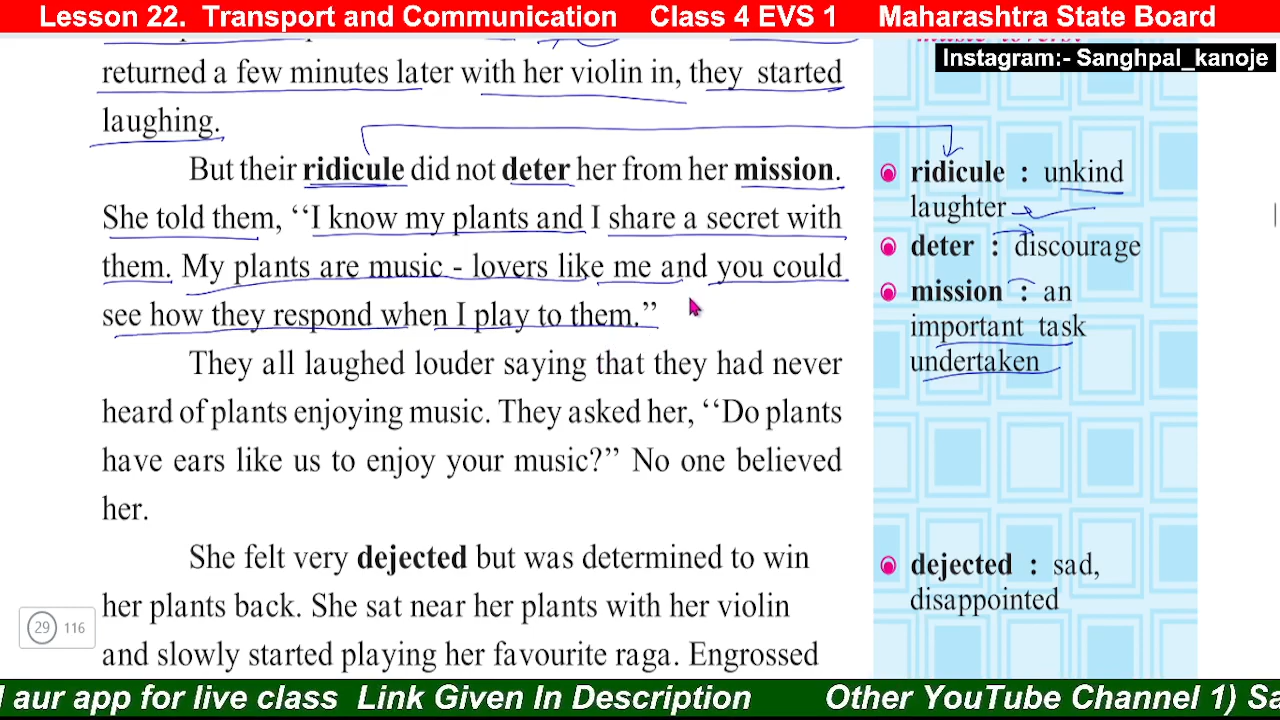 Lesson 22. Transport and Communication Class 4 EVS 1 Maharashtra State Board
Instagram:- Sanghpal_kanoje
returned a few minutes later with her violin in, they started
laughing.
But their ridicule did not deter her from her mission.
She told them, ‘‘I know my plants and I share a secret with
them. My plants are music - lovers like me and you could
see how they respond when I play to them.’’
They all laughed louder saying that they had never
heard of plants enjoying music. They asked her, ‘‘Do plants
have ears like us to enjoy your music?’’ No one believed
her.
She felt very dejected but was determined to win
her plants back. She sat near her plants with her violin
and slowly started playing her favourite raga. Engrossed
ridicule : unkind
laughter
deter : discourage
mission : an
important task
undertaken
dejected : sad,
disappointed
29 116
aur app for live class Link Given In Description Other YouTube Channel 1) Sa